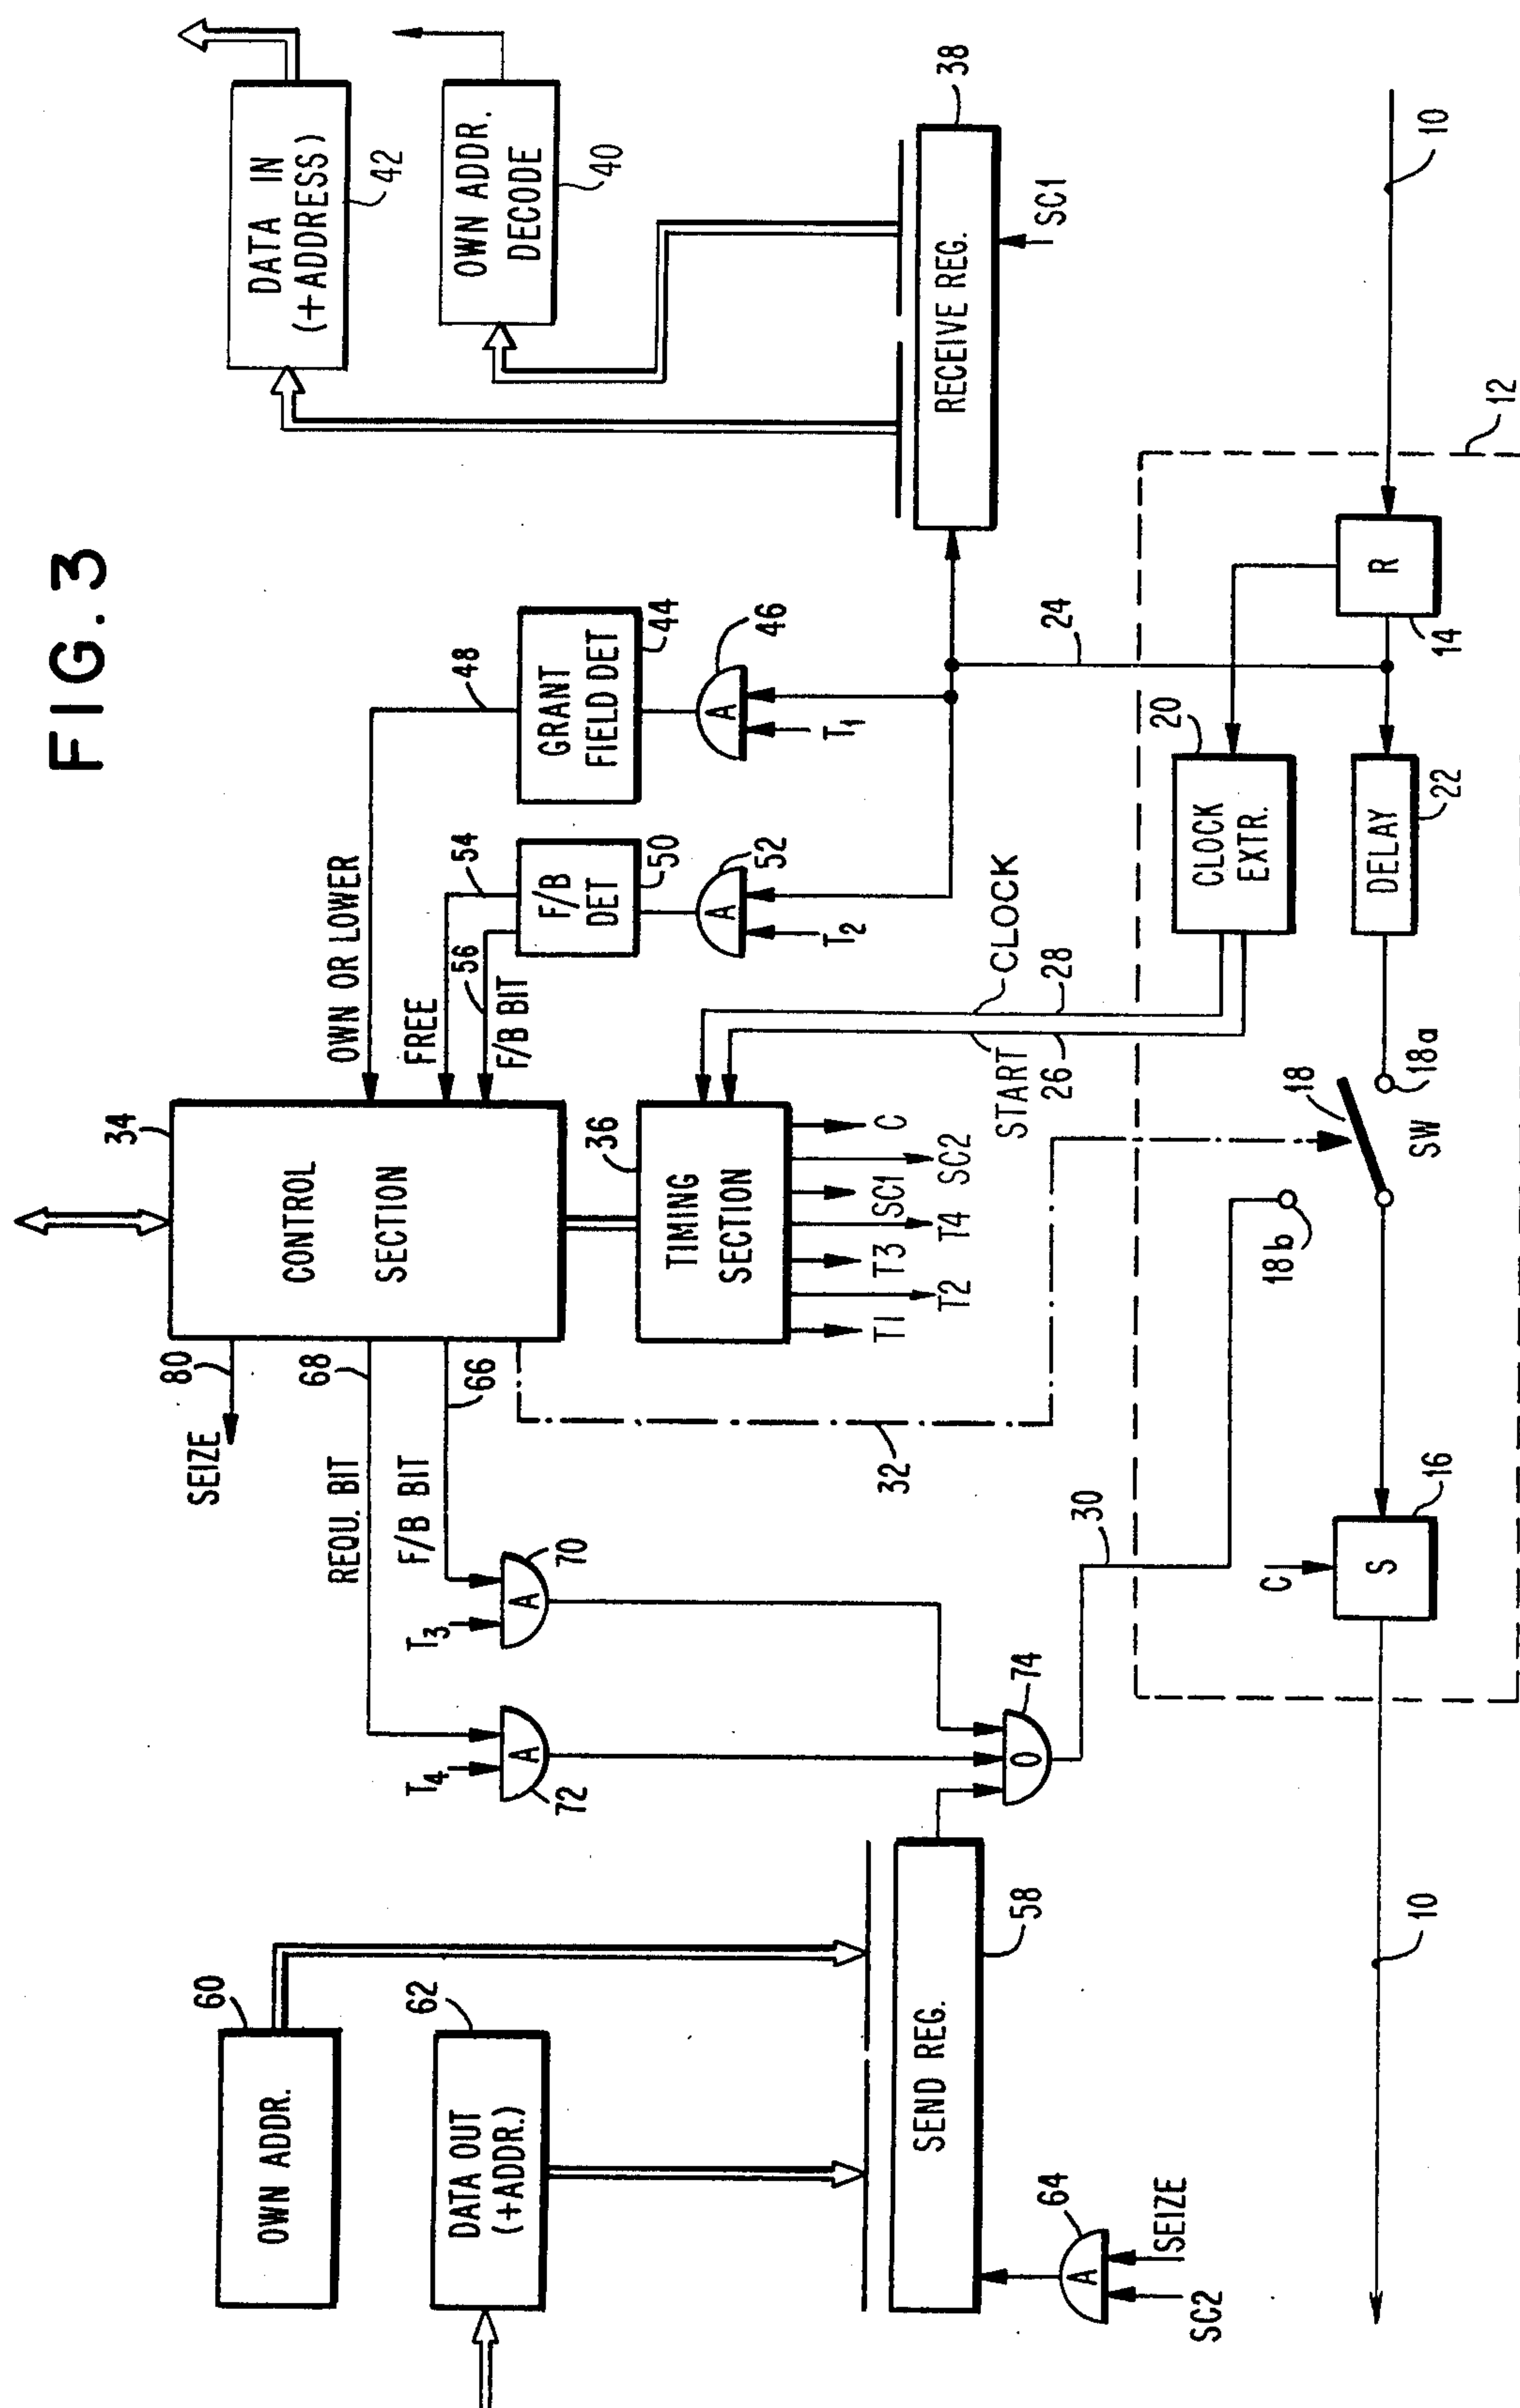 FIG. 3
60
OWN ADDR.
62
DATA OUT
(+ADDR.)
SEND REG.
58
64
A
SC2
SEIZE
SEIZE
80
REQU. BIT
68
F/B BIT
66
T4
A
72
T3
A
70
O
74
30
32
34
CONTROL
SECTION
36
TIMING
SECTION
T1
T2
T3
T4
SC1
SC2
C
OWN OR LOWER
48
FREE
54
F/B BIT
56
F/B
DET
50
GRANT
FIELD DET
44
A
52
T2
A
46
T1
START
26
CLOCK
28
DATA IN
(+ADDRESS)
42
OWN ADDR.
DECODE
40
RECEIVE REG.
38
SC1
24
12
20
CLOCK
EXTR.
R
14
DELAY
22
18
18a
18b
SW
C
S
16
10
10